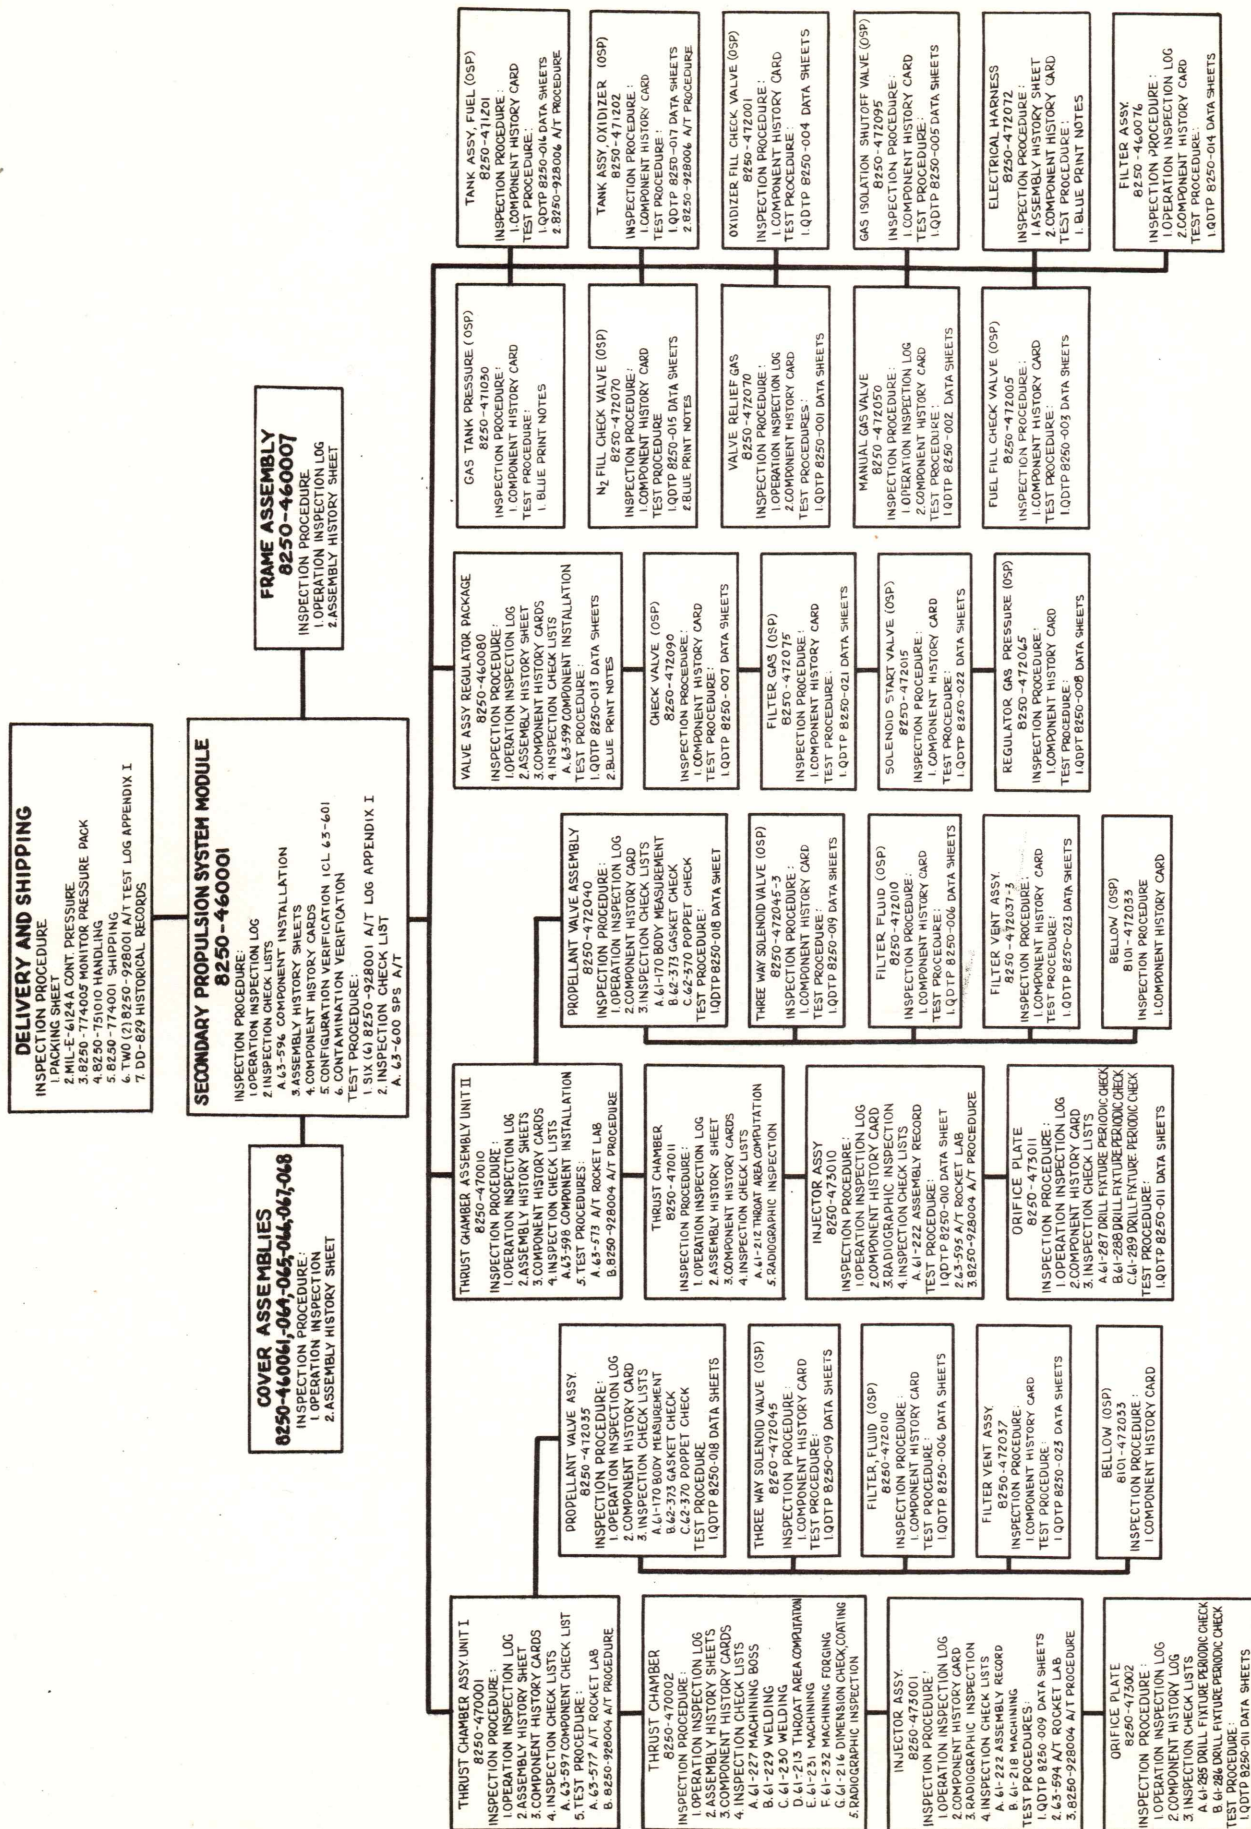 DELIVERY AND SHIPPING
INSPECTION PROCEDURE
1. PACKING SHEET
2. MIL-E-6124A CONT. PRESSURE
3. 8250-774005 MONITOR PRESSURE PACK
4. 8250-751010 HANDLING
5. 8250-774001 SHIPPING
6. TWO (2) 8250-928001 A/T TEST LOG APPENDIX I
7. DD-829 HISTORICAL RECORDS
COVER ASSEMBLIES
8250-460061,-064,-065,-066,-067,-068
INSPECTION PROCEDURE:
1. OPERATION INSPECTION
2. ASSEMBLY HISTORY SHEET
SECONDARY PROPULSION SYSTEM MODULE
8250-460001
INSPECTION PROCEDURE:
1 OPERATION INSPECTION LOG
2 INSPECTION CHECK LISTS
A. 63-596 COMPONENT INSTALLATION
3. ASSEMBLY HISTORY SHEETS
4. COMPONENT HISTORY CARDS
5. CONFIGURATION VERIFICATION ICL 63-601
6. CONTAMINATION VERIFICATION
TEST PROCEDURE:
1. SIX (6) 8250-928001 A/T LOG APPENDIX I
2. INSPECTION CHECK LIST
A. 63-600 SPS A/T
FRAME ASSEMBLY
8250-460007
INSPECTION PROCEDURE
1. OPERATION INSPECTION LOG
2. ASSEMBLY HISTORY SHEET
THRUST CHAMBER ASSY. UNIT I
8250-470001
INSPECTION PROCEDURE:
1. OPERATION INSPECTION LOG
2 ASSEMBLY HISTORY SHEET
3. COMPONENT HISTORY CARDS
4. INSPECTION CHECK LISTS
A. 63-597 COMPONENT CHECK LIST
5. TEST PROCEDURE
A. 63-577 A/T ROCKET LAB
B. 8250-928004 A/T PROCEDURE
THRUST CHAMBER
8250-470002
INSPECTION PROCEDURE:
1. OPERATION INSPECTION LOG
2. ASSEMBLY HISTORY SHEETS
3. COMPONENT HISTORY CARDS
4. INSPECTION CHECK LISTS
A. 61-227 MACHINING BOSS
B. 61-229 WELDING
C. 61-230 WELDING
D. 61-213 THROAT AREA COMPUTATION
E. 61-231 MACHINING
F. 61-232 MACHINING FORGING
G. 61-216 DIMENSION CHECK, COATING
5. RADIOGRAPHIC INSPECTION
INJECTOR ASSY.
8250-473001
INSPECTION PROCEDURE:
1. OPERATIONAL INSPECTION LOG
2. COMPONENT HISTORY CARD
3. RADIOGRAPHIC INSPECTION
4. INSPECTION CHECK LISTS
A. 61-222 ASSEMBLY RECORD
B. 61-218 MACHINING
TEST PROCEDURES:
1. QDTP 8250-009 DATA SHEETS
2. 63-594 A/T ROCKET LAB
3. 8250-928004 A/T PROCEDURE
ORIFICE PLATE
8250-473002
INSPECTION PROCEDURE:
1 OPERATION INSPECTION LOG
2. COMPONENT HISTORY LOG
3. INSPECTION CHECK LISTS
A 61-285 DRILL FIXTURE PERIODIC CHECK
B 61-286 DRILL FIXTURE PERIODIC CHECK
TEST PROCEDURE:
1. QDTP 8250-011 DATA SHEETS
PROPELLANT VALVE ASSY.
8250-472035
INSPECTION PROCEDURE:
1. OPERATION INSPECTION LOG
2. COMPONENT HISTORY CARD
3. INSPECTION CHECK LISTS
A. 61-170 BODY MEASUREMENT
B. 62-373 GASKET CHECK
C. 62-370 POPPET CHECK
TEST PROCEDURE
1. QDTP 8250-018 DATA SHEETS
THREE WAY SOLENOID VALVE (OSP)
8250-472045
INSPECTION PROCEDURE:
1. COMPONENT HISTORY CARD
TEST PROCEDURE:
1. QDTP 8250-019 DATA SHEETS
FILTER, FLUID (OSP)
8250-472010
INSPECTION PROCEDURE:
1. COMPONENT HISTORY CARD
TEST PROCEDURE:
1. QDTP 8250-006 DATA SHEETS
FILTER VENT ASSY.
8250-472037
INSPECTION PROCEDURE:
1. COMPONENT HISTORY CARD
TEST PROCEDURE:
1. QDTP 8250-023 DATA SHEETS
BELLOW (OSP)
8101-472033
INSPECTION PROCEDURE:
1 COMPONENT HISTORY CARD
THRUST CHAMBER ASSEMBLY UNIT II
8250-470010
INSPECTION PROCEDURE:
1. OPERATION INSPECTION LOG
2. ASSEMBLY HISTORY SHEETS
3. COMPONENT HISTORY CARDS
4. INSPECTION CHECK LISTS
A. 63-598 COMPONENT INSTALLATION
5. TEST PROCEDURES:
A. 63-573 A/T ROCKET LAB
B. 8250-928004 A/T PROCEDURE
THRUST CHAMBER
8250-470011
INSPECTION PROCEDURE:
1. OPERATION INSPECTION LOG
2. ASSEMBLY HISTORY SHEET
3. COMPONENT HISTORY CARDS
4. INSPECTION CHECK LISTS
A. 61-212 THROAT AREA COMPUTATION
5. RADIOGRAPHIC INSPECTION
INJECTOR ASSY
8250-473010
INSPECTION PROCEDURE:
1. OPERATION INSPECTION LOG
2 COMPONENT HISTORY CARD
3. RADIOGRAPHIC INSPECTION
4. INSPECTION CHECK LISTS
A. 61-222 ASSEMBLY RECORD
TEST PROCEDURE:
1. QDTP 8250-010 DATA SHEET
2. 63-595 A/T ROCKET LAB
3. 8250-928004 A/T PROCEDURE
ORIFICE PLATE
8250-473011
INSPECTION PROCEDURE:
1. OPERATION INSPECTION LOG
2. COMPONENT HISTORY CARD
3. INSPECTION CHECK LISTS
A. 61-287 DRILL FIXTURE PERIODIC CHECK
B. 61-288 DRILL FIXTURE PERIODIC CHECK
C. 61-289 DRILL FIXTURE PERIODIC CHECK
TEST PROCEDURE:
1. QDTP 8250-011 DATA SHEETS
PROPELLANT VALVE ASSEMBLY
8250-472040
INSPECTION PROCEDURE:
1. OPERATION INSPECTION LOG
2 COMPONENT HISTORY CARD
3. INSPECTION CHECK LISTS
A. 61-170 BODY MEASUREMENT
B. 62-373 GASKET CHECK
C. 62-370 POPPET CHECK
TEST PROCEDURE:
1. QDTP 8250-018 DATA SHEET
THREE WAY SOLENOID VALVE (OSP)
8250-472045-3
INSPECTION PROCEDURE:
1. COMPONENT HISTORY CARD
TEST PROCEDURE:
1. QDTP 8250-019 DATA SHEET
FILTER, FLUID (OSP)
8250-472010
INSPECTION PROCEDURE:
1. COMPONENT HISTORY CARD
TEST PROCEDURE:
1. QDTP 8250-006 DATA SHEETS
FILTER VENT ASSY.
8250-472037-3
INSPECTION PROCEDURE:
1. COMPONENT HISTORY CARD
TEST PROCEDURE:
1. QDTP 8250-023 DATA SHEETS
BELLOW (OSP)
8101-472033
INSPECTION PROCEDURE
1. COMPONENT HISTORY CARD
VALVE ASSY REGULATOR PACKAGE
8250-460080
INSPECTION PROCEDURE:
1. OPERATION INSPECTION LOG
2. ASSEMBLY HISTORY SHEET
3. COMPONENT HISTORY CARDS
4. INSPECTION CHECK LISTS
A. 63-599 COMPONENT INSTALLATION
TEST PROCEDURE:
1. QDTP 8250-013 DATA SHEETS
2. BLUE PRINT NOTES
CHECK VALVE (OSP)
8250-472090
INSPECTION PROCEDURE:
1. COMPONENT HISTORY CARD
TEST PROCEDURE:
1. QDTP 8250-007 DATA SHEETS
FILTER, GAS (OSP)
8250-472075
INSPECTION PROCEDURE:
1. COMPONENT HISTORY CARD
TEST PROCEDURE:
1. QDTP 8250-021 DATA SHEETS
SOLENOID START VALVE (OSP)
8250-472015
INSPECTION PROCEDURE:
1. COMPONENT HISTORY CARD
TEST PROCEDURE:
1. QDTP 8250-022 DATA SHEETS
REGULATOR GAS PRESSURE (OSP)
8250-472065
INSPECTION PROCEDURE:
1. COMPONENT HISTORY CARD
TEST PROCEDURE:
1. QDPT 8250-008 DATA SHEETS
GAS TANK PRESSURE (OSP)
8250-471030
INSPECTION PROCEDURE:
1. COMPONENT HISTORY CARD
TEST PROCEDURE:
1. BLUE PRINT NOTES
N2 FILL CHECK VALVE (OSP)
8250-472070
INSPECTION PROCEDURE:
1. COMPONENT HISTORY CARD
TEST PROCEDURE
1. QDTP 8250-015 DATA SHEETS
2. BLUE PRINT NOTES
VALVE RELIEF GAS
8250-472070
INSPECTION PROCEDURE:
1. OPERATION INSPECTION LOG
2. COMPONENT HISTORY CARD
TEST PROCEDURES:
1. QDTP 8250-001 DATA SHEETS
MANUAL GAS VALVE
8250-472050
INSPECTION PROCEDURE:
1 OPERATION INSPECTION LOG
2. COMPONENT HISTORY CARD
TEST PROCEDURE:
1. QDTP 8250-002 DATA SHEETS
FUEL FILL CHECK VALVE (OSP)
8250-472005
INSPECTION PROCEDURE:
1. COMPONENT HISTORY CARD
TEST PROCEDURE:
1. QDTP 8250-003 DATA SHEETS
TANK ASSY, FUEL (OSP)
8250-471201
INSPECTION PROCEDURE:
1. COMPONENT HISTORY CARD
TEST PROCEDURE:
1. QDTP 8250-016 DATA SHEETS
2. 8250-928006 A/T PROCEDURE
TANK ASSY, OXIDIZER (OSP)
8250-471202
INSPECTION PROCEDURE:
1. COMPONENT HISTORY CARD
TEST PROCEDURE:
1. QDTP 8250-017 DATA SHEETS
2. 8250-928006 A/T PROCEDURE
OXIDIZER FILL CHECK VALVE (OSP)
8250-472001
INSPECTION PROCEDURE:
1. COMPONENT HISTORY CARD
TEST PROCEDURE:
1. QDTP 8250-004 DATA SHEETS
GAS ISOLATION SHUTOFF VALVE (OSP)
8250-472095
INSPECTION PROCEDURE:
1. COMPONENT HISTORY CARD
TEST PROCEDURE:
1. QDTP 8250-005 DATA SHEETS
ELECTRICAL HARNESS
8250-472072
INSPECTION PROCEDURE:
1. ASSEMBLY HISTORY SHEET
2. COMPONENT HISTORY CARD
TEST PROCEDURE:
1. BLUE PRINT NOTES
FILTER ASSY.
8250-460076
INSPECTION PROCEDURE:
1. OPERATION INSPECTION LOG
2. COMPONENT HISTORY CARD
TEST PROCEDURE:
1. QDTP 8250-014 DATA SHEETS